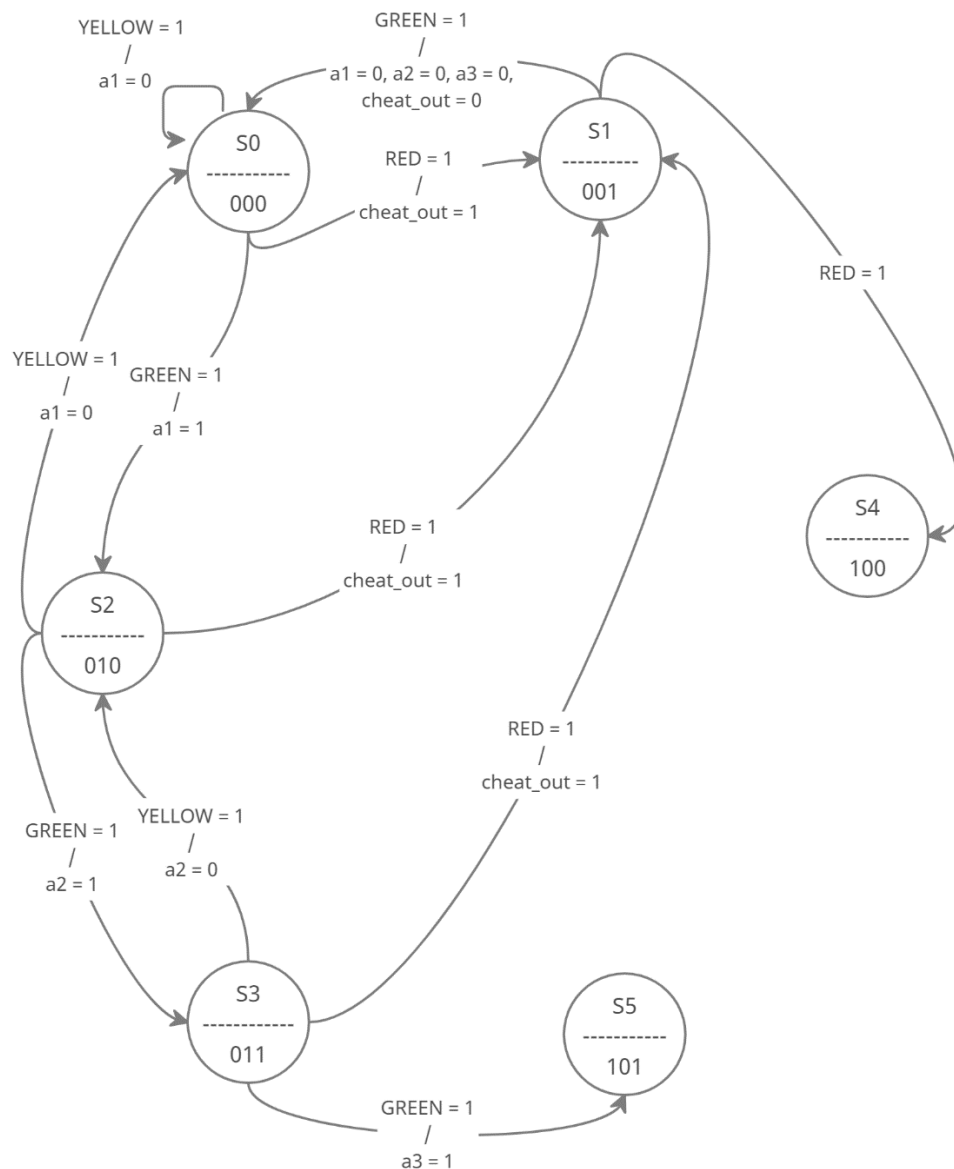 YELLOW = 1
/
a1 = 0
GREEN = 1
/
a1 = 0, a2 = 0, a3 = 0,
cheat_out = 0
S0
------------
000
RED = 1
/
cheat_out = 1
S1
-----------
001
RED = 1
YELLOW = 1
/
a1 = 0
GREEN = 1
/
a1 = 1
RED = 1
/
cheat_out = 1
S4
-----------
100
S2
-----------
010
RED = 1
/
cheat_out = 1
GREEN = 1
/
a2 = 1
YELLOW = 1
/
a2 = 0
S3
------------
011
S5
-----------
101
GREEN = 1
/
a3 = 1